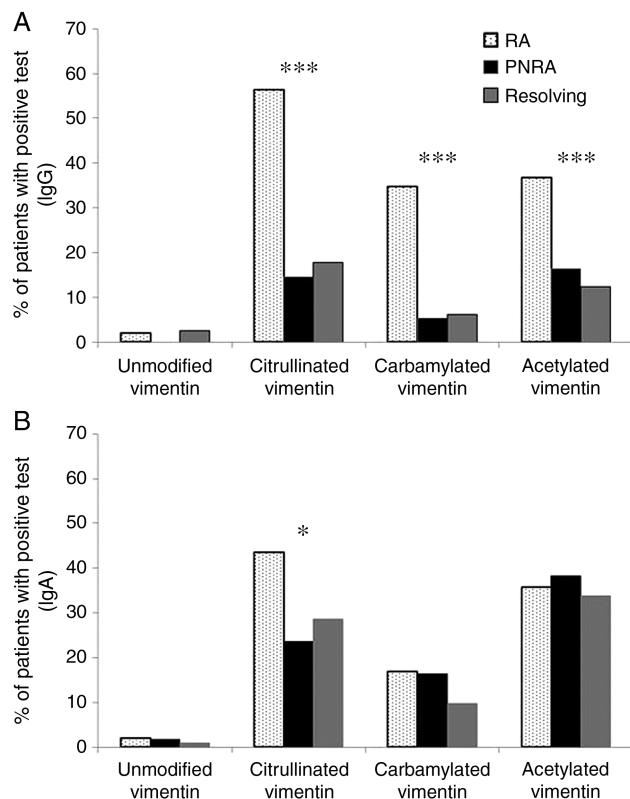 A
% of patients with positive test
(IgG)
70
60
50
40
30
20
10
0
RA
PNRA
Resolving
***
***
***
Unmodified
vimentin
Citrullinated
vimentin
Carbamylated
vimentin
Acetylated
vimentin
B
% of patients with positive test
(IgA)
70
60
50
40
30
20
10
0
*
Unmodified
vimentin
Citrullinated
vimentin
Carbamylated
vimentin
Acetylated
vimentin